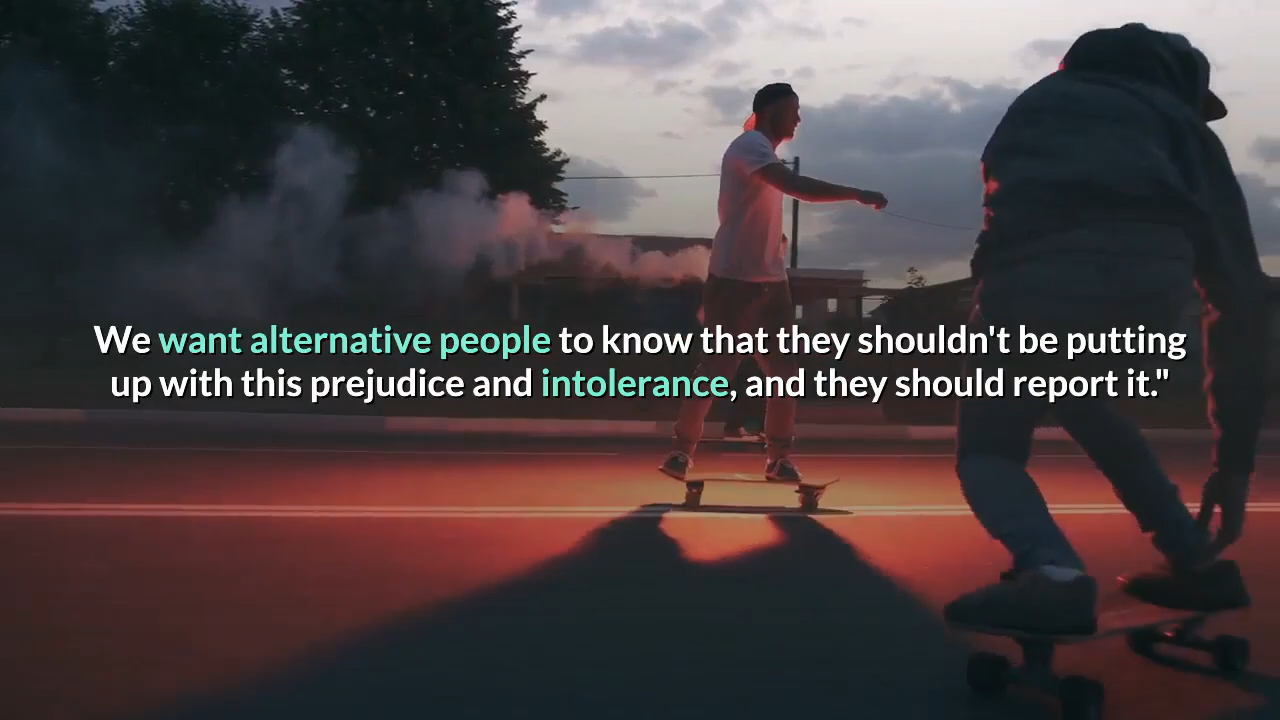 We want alternative people to know that they shouldn't be putting
up with this prejudice and intolerance, and they should report it."